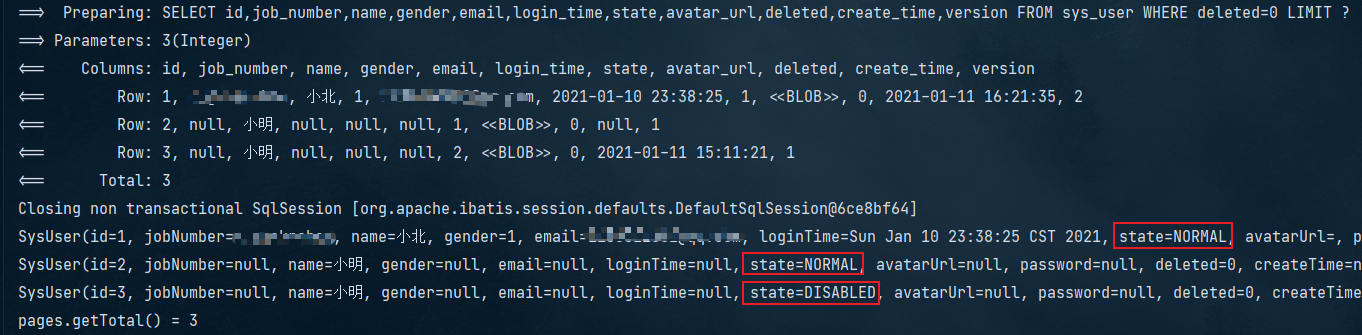 ==> Preparing: SELECT id,job_number,name,gender,email,login_time,state,avatar_url,deleted,create_time,version FROM sys_user WHERE deleted=0 LIMIT ?
==> Parameters: 3(Integer)
<== Columns: id, job_number, name, gender, email, login_time, state, avatar_url, deleted, create_time, version
<== Row: 1, , 小北, 1, com, 2021-01-10 23:38:25, 1, <<BLOB>>, 0, 2021-01-11 16:21:35, 2
<== Row: 2, null, 小明, null, null, null, 1, <<BLOB>>, 0, null, 1
<== Row: 3, null, 小明, null, null, null, 2, <<BLOB>>, 0, 2021-01-11 15:11:21, 1
<== Total: 3
Closing non transactional SqlSession [org.apache.ibatis.session.defaults.DefaultSqlSession@6ce8bf64]
SysUser(id=1, jobNumber= , name=小北, gender=1, email= , loginTime=Sun Jan 10 23:38:25 CST 2021, state=NORMAL, avatarUrl=, p
SysUser(id=2, jobNumber=null, name=小明, gender=null, email=null, loginTime=null, state=NORMAL, avatarUrl=null, password=null, deleted=0, createTime=n
SysUser(id=3, jobNumber=null, name=小明, gender=null, email=null, loginTime=null, state=DISABLED, avatarUrl=null, password=null, deleted=0, createTime
pages.getTotal() = 3